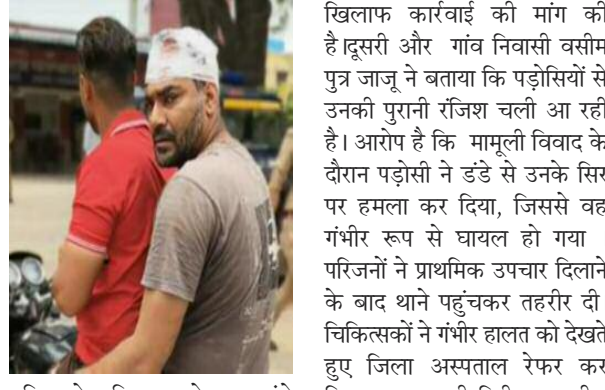 खिलाफ कार्रवाई की मांग की
है।दूसरी और गांव निवासी वसीम
पुत्र जाजू ने बताया कि पड़ोसियों से
उनकी पुरानी रंजिश चली आ रही
है। आरोप है कि मामूली विवाद के
दौरान पड़ोसी ने डंडे से उनके सिर
पर हमला कर दिया, जिससे वह
गंभीर रूप से घायल हो गया
परिजनों ने प्राथमिक उपचार दिलाने
के बाद थाने पहुंचकर तहरीर दी
चिकित्सकों ने गंभीर हालत को देखते
हुए जिला अस्पताल रेफर कर